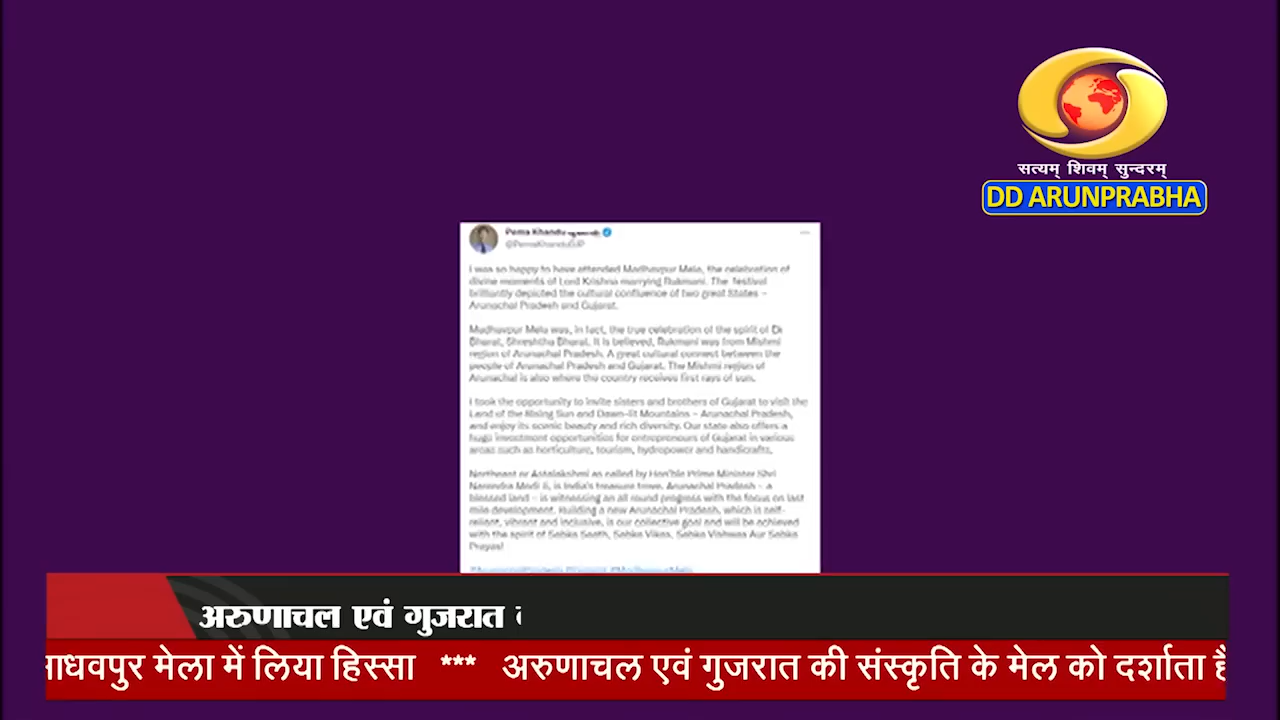 सत्यम् शिवम् सुन्दरम्
DD ARUNPRABHA
Pema Khandu
@PemaKhanduBJP
I was so happy to have attended Madhavpur Mela, the celebration of
divine moments of Lord Krishna marrying Rukmani. The festival
brilliantly depicted the cultural confluence of two great States -
Arunachal Pradesh and Gujarat.
Madhavpur Mela was, in fact, the true celebration of the spirit of Ek
Bharat, Shreshtha Bharat. It is believed, Rukmani was from Mishmi
region of Arunachal Pradesh. A great cultural connect between the
people of Arunachal Pradesh and Gujarat. The Mishmi region of
Arunachal is also where the country receives first rays of sun.
I took the opportunity to invite sisters and brothers of Gujarat to visit the
Land of the Rising Sun and Dawn-lit Mountains - Arunachal Pradesh,
and enjoy its scenic beauty and rich diversity. Our state also offers a
huge investment opportunities for entrepreneurs of Gujarat in various
areas such as horticulture, tourism, hydropower and handicrafts.
Northeast or Astalakshmi as called by Hon'ble Prime Minister Shri
Narendra Modi Ji, is India's treasure trove. Arunachal Pradesh - a
blessed land - is witnessing an all round progress with the focus on last
mile development. Building a new Arunachal Pradesh, which is self-
reliant, vibrant and inclusive, is our collective goal and will be achieved
with the spirit of Sabka Saath, Sabka Vikas, Sabka Vishwas Aur Sabka
Prayas!
अरुणाचल एवं गुजरात
माधवपुर मेला में लिया हिस्सा *** अरुणाचल एवं गुजरात की संस्कृति के मेल को दर्शाता है